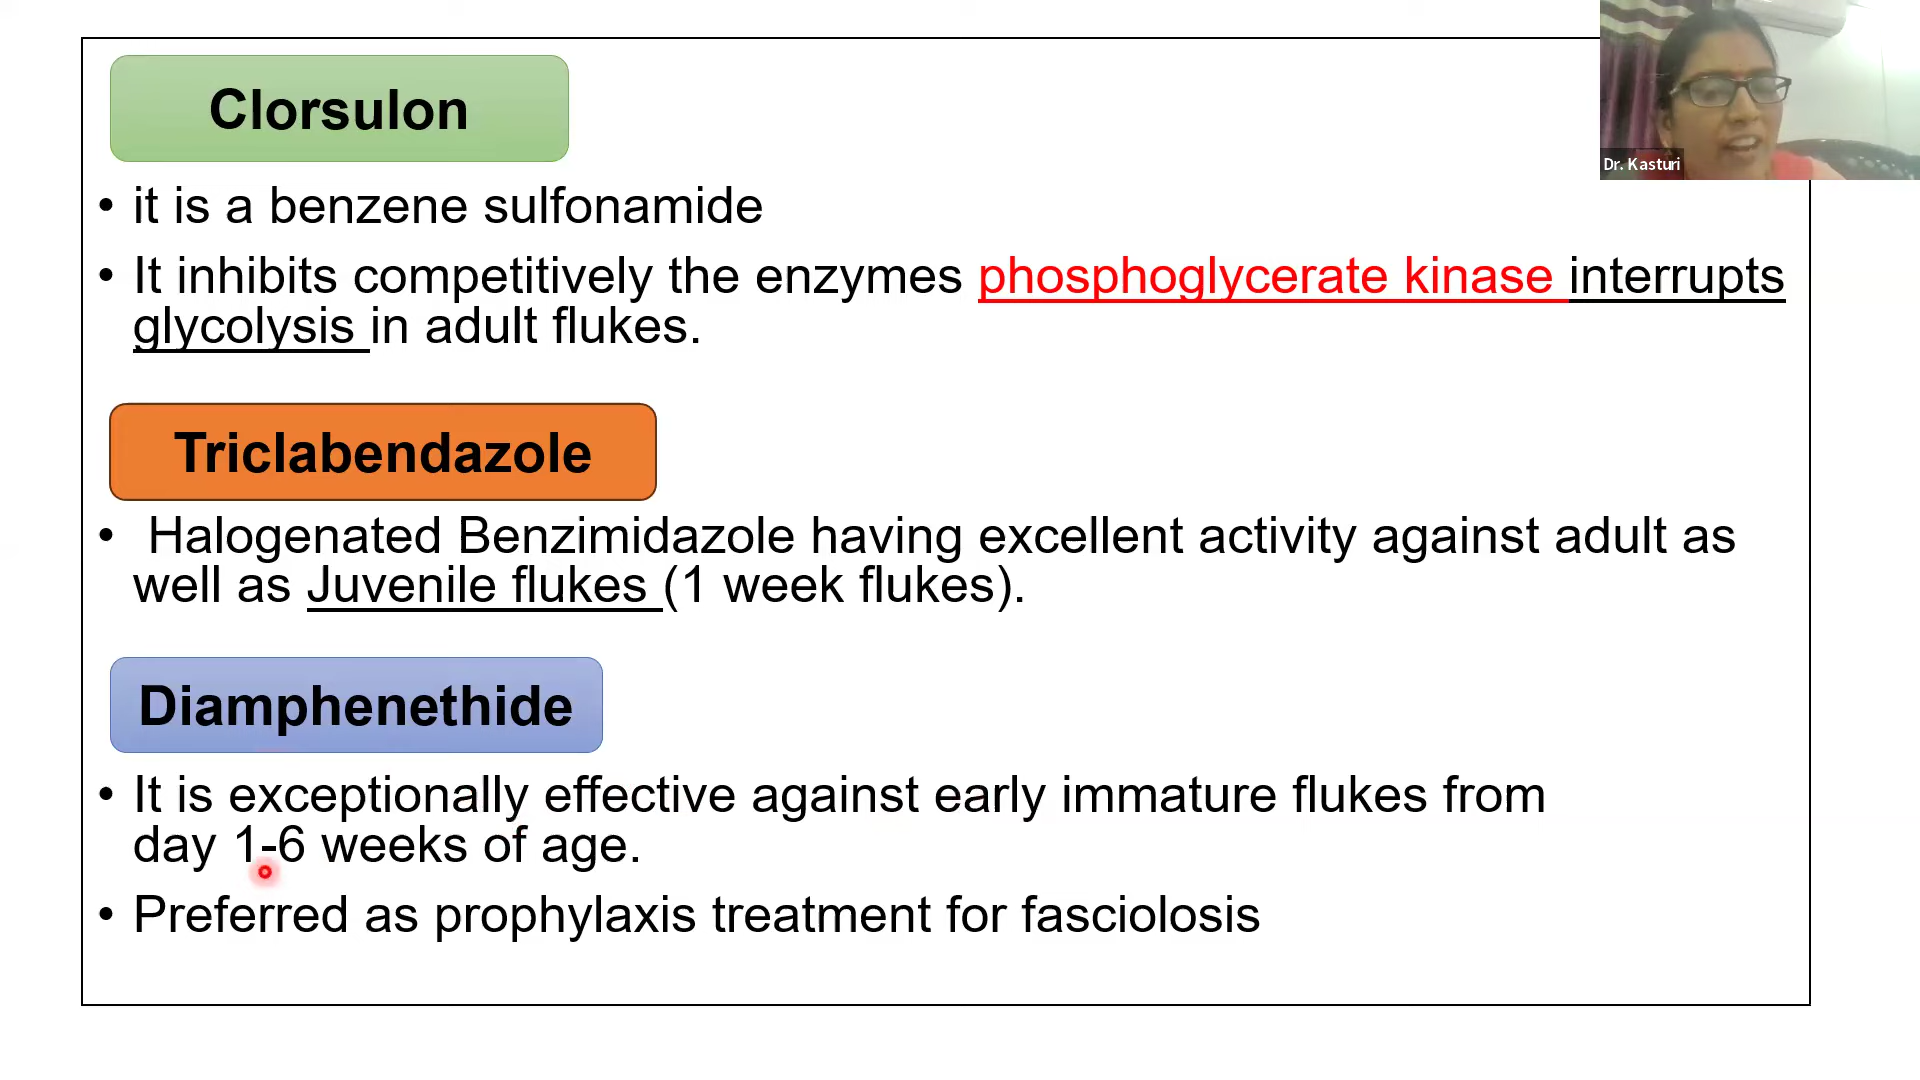 Clorsulon
Dr. Kasturi
• it is a benzene sulfonamide
• It inhibits competitively the enzymes phosphoglycerate kinase interrupts
glycolysis in adult flukes.
Triclabendazole
• Halogenated Benzimidazole having excellent activity against adult as
well as Juvenile flukes (1 week flukes).
Diamphenethide
• It is exceptionally effective against early immature flukes from
day 1-6 weeks of age.
• Preferred as prophylaxis treatment for fasciolosis